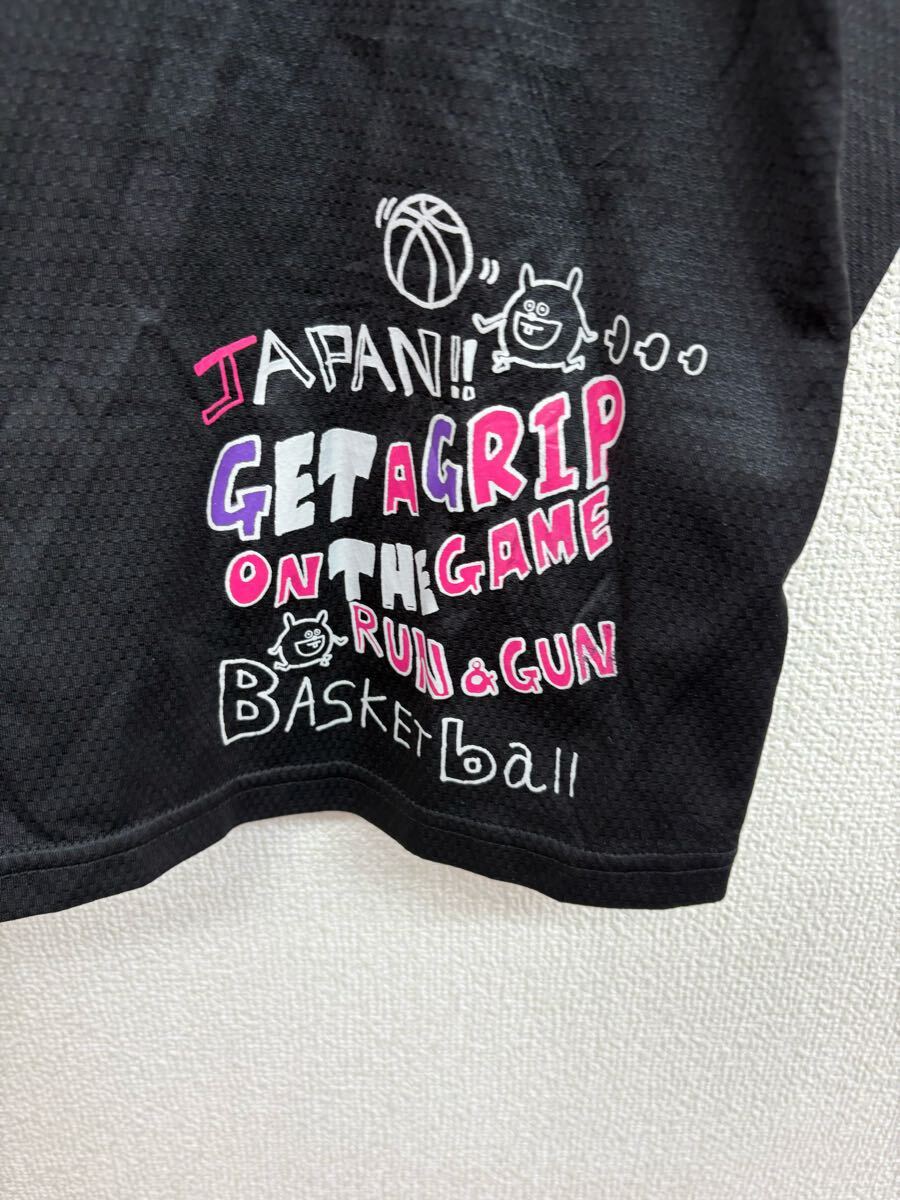 JAPAN!!
GET A GRIP
ON THE GAME
RUN & GUN
BASKET ball